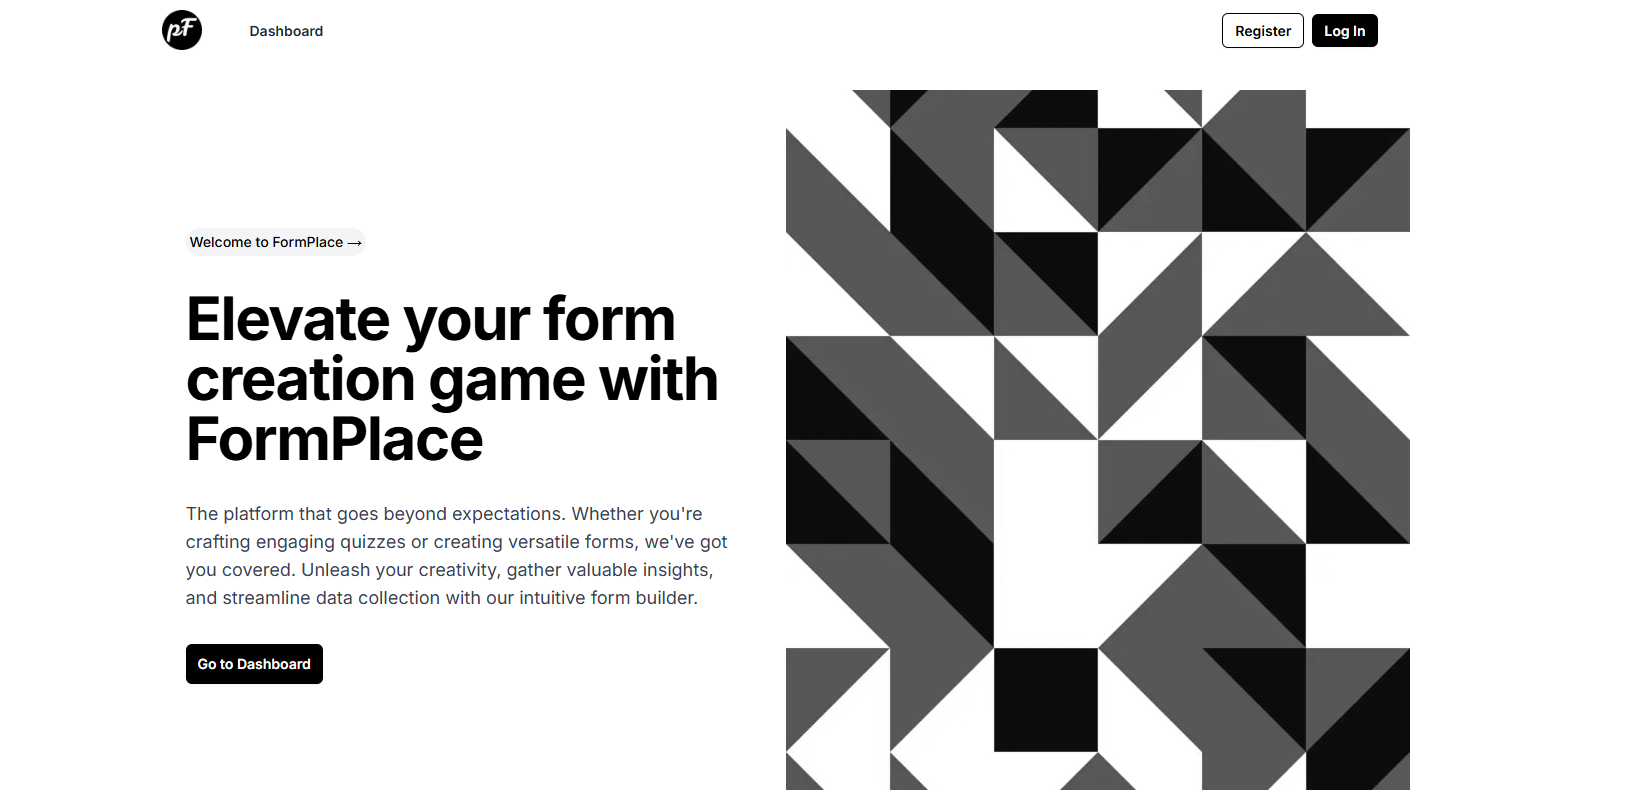 pF
Dashboard
Register
Log In
Welcome to FormPlace →
Elevate your form
creation game with
FormPlace
The platform that goes beyond expectations. Whether you're
crafting engaging quizzes or creating versatile forms, we've got
you covered. Unleash your creativity, gather valuable insights,
and streamline data collection with our intuitive form builder.
Go to Dashboard